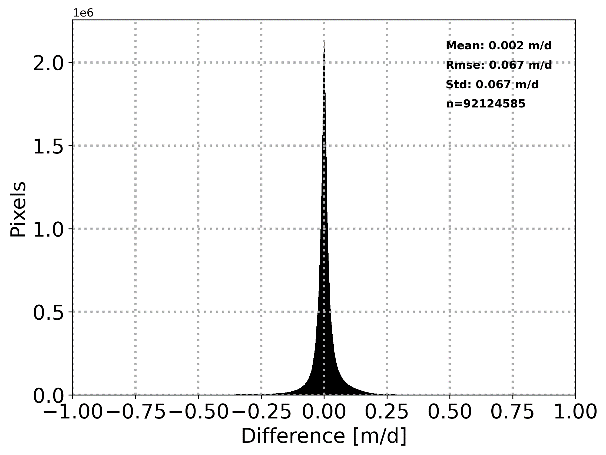 1e6
Mean: 0.002 m/d
Rmse: 0.067 m/d
Std: 0.067 m/d
n=92124585
2.0
1.5
1.0
0.5
0.0
Pixels
−1.00 −0.75 −0.50 −0.25 0.00 0.25 0.50 0.75 1.00
Difference [m/d]